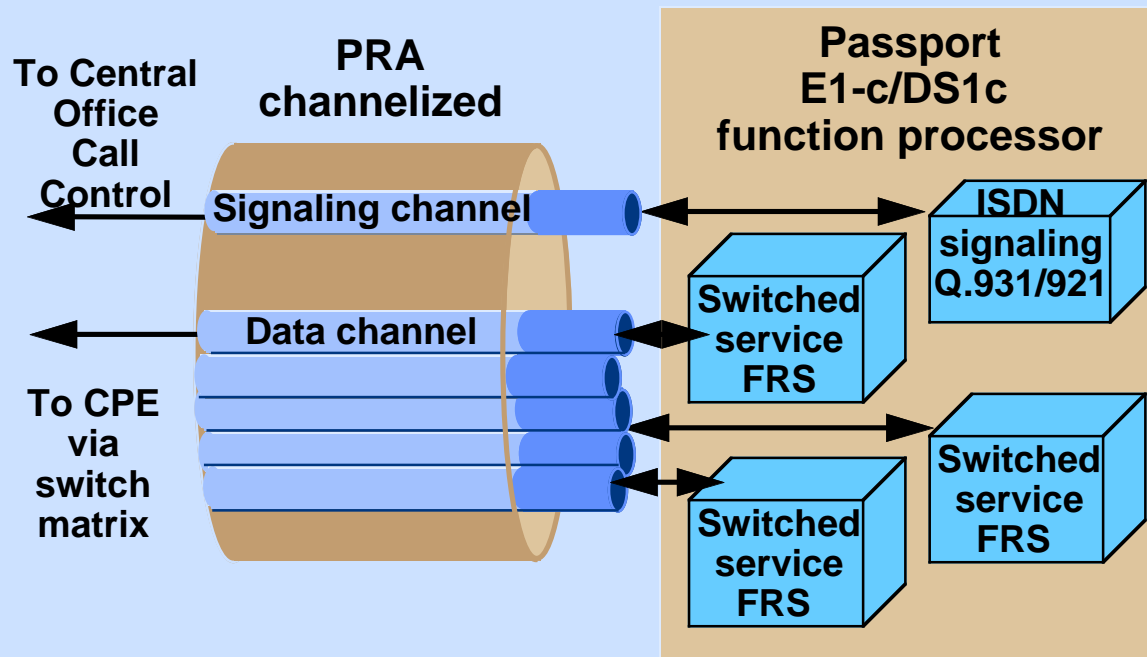 To Central
Office
Call
Control
PRA
channelized
Passport
E1-c/DS1c
function processor
Signaling channel
ISDN
signaling
Q.931/921
Data channel
Switched
service
FRS
To CPE
via
switch
matrix
Switched
service
FRS
Switched
service
FRS